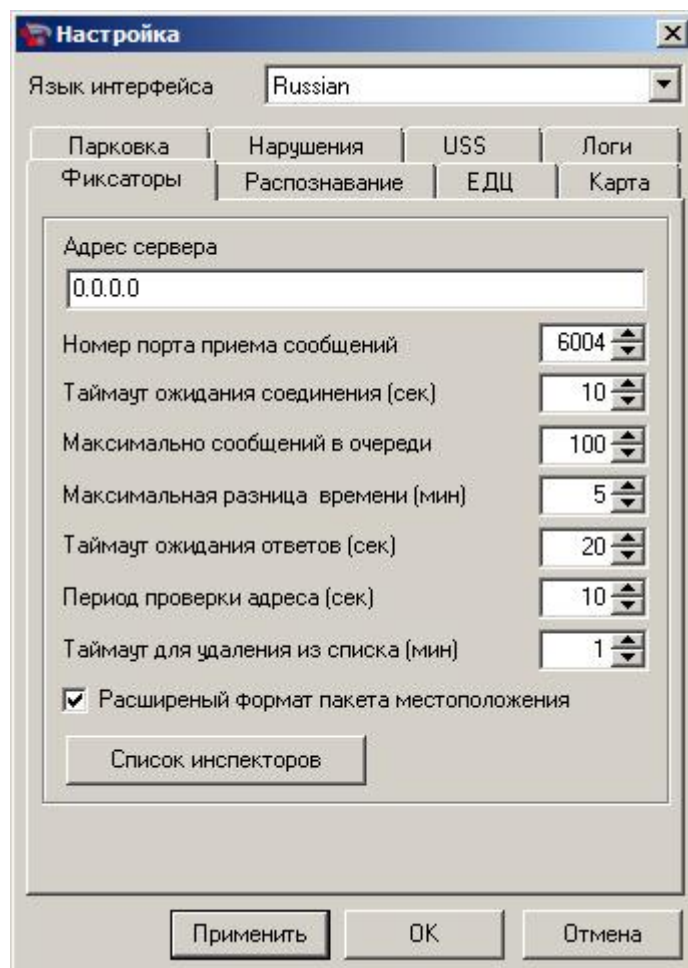 Настройка
Язык интерфейса Russian
Парковка Нарушения USS Логи
Фиксаторы Распознавание ЕДЦ Карта
Адрес сервера
0.0.0.0
Номер порта приема сообщений 6004
Таймаут ожидания соединения (сек) 10
Максимально сообщений в очереди 100
Максимальная разница времени (мин) 5
Таймаут ожидания ответов (сек) 20
Период проверки адреса (сек) 10
Таймаут для удаления из списка (мин) 1
Расширеный формат пакета местоположения
Список инспекторов
Применить OK Отмена